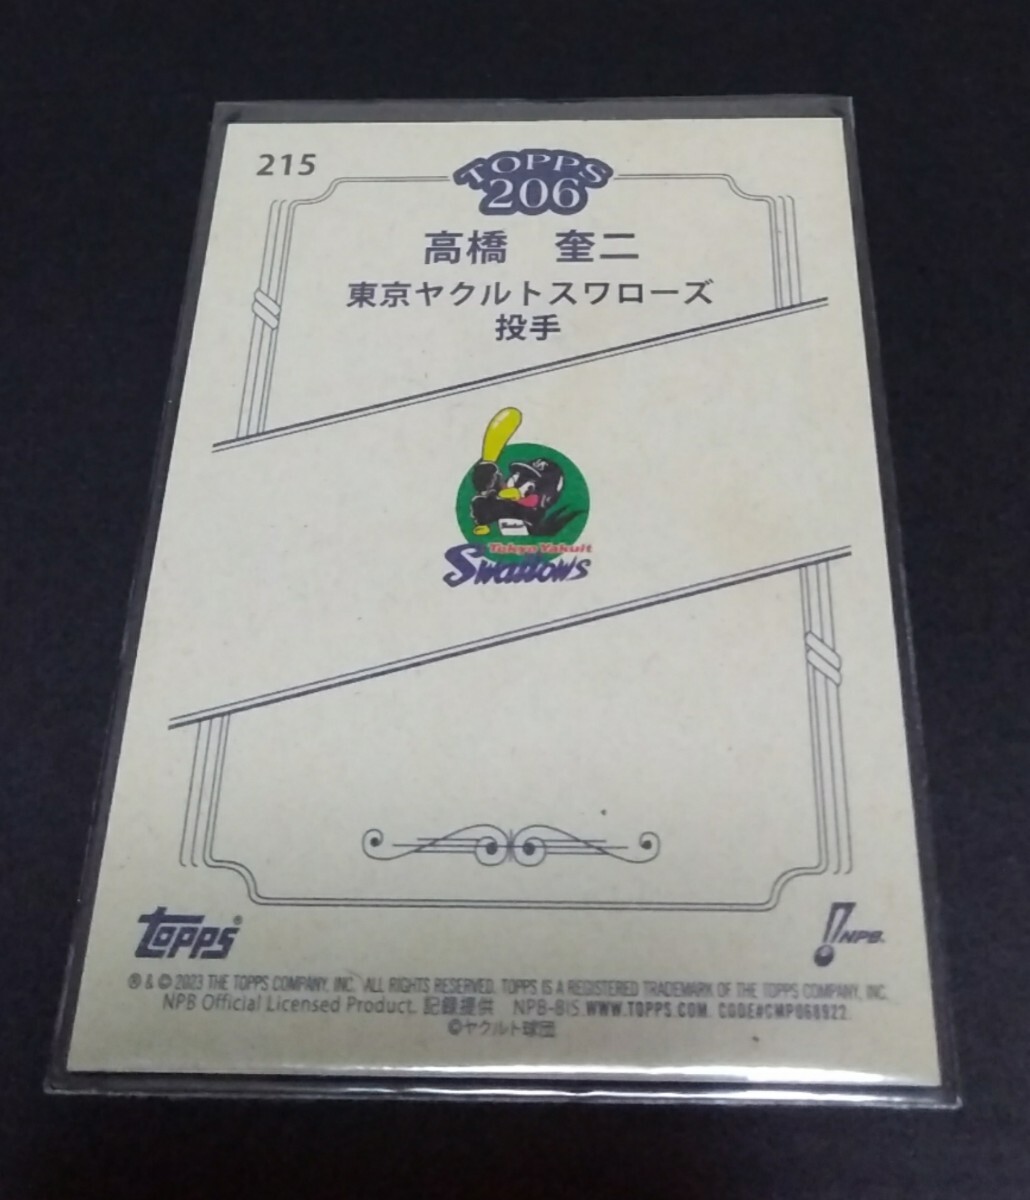 215
TOPPS
206
高橋　奎二
東京ヤクルトスワローズ
投手
Tokyo Yakult
Swallows
topps®
NPB.
® & © 2023 THE TOPPS COMPANY, INC. ALL RIGHTS RESERVED. TOPPS IS A REGISTERED TRADEMARK OF THE TOPPS COMPANY, INC.
NPB Official Licensed Product. 記録提供　NPB-BIS. WWW.TOPPS.COM. CODE#CMP068922
©ヤクルト球団